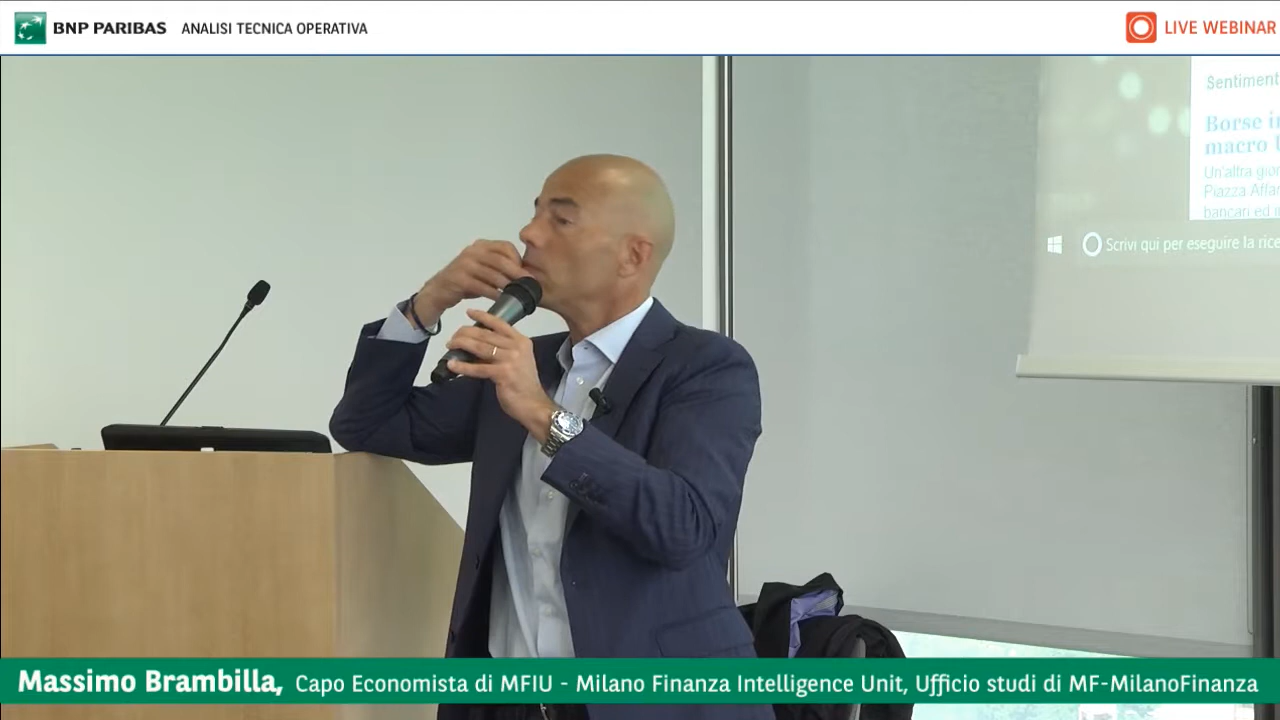 BNP PARIBAS ANALISI TECNICA OPERATIVA
LIVE WEBINAR
Sentiment
Borse in
macro
Un'altra gior
Piazza Affar
bancari ed i
Scrivi qui per eseguire la rice
Massimo Brambilla, Capo Economista di MFIU - Milano Finanza Intelligence Unit, Ufficio studi di MF-MilanoFinanza